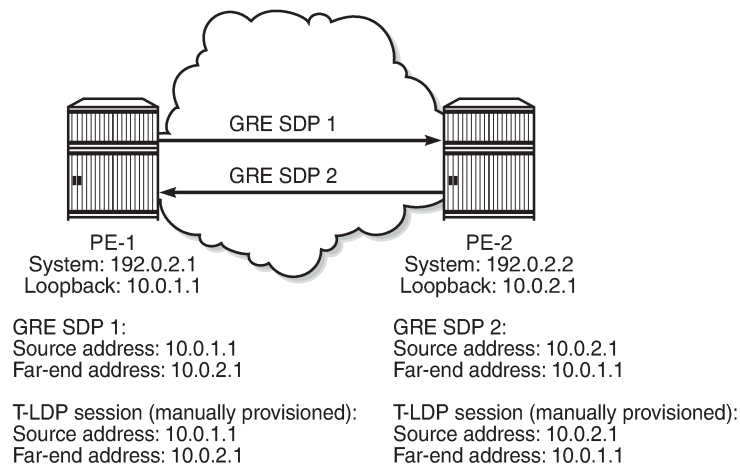 GRE SDP 1
GRE SDP 2
PE-1
System: 192.0.2.1
Loopback: 10.0.1.1
PE-2
System: 192.0.2.2
Loopback: 10.0.2.1
GRE SDP 1:
Source address: 10.0.1.1
Far-end address: 10.0.2.1
T-LDP session (manually provisioned):
Source address: 10.0.1.1
Far-end address: 10.0.2.1
GRE SDP 2:
Source address: 10.0.2.1
Far-end address: 10.0.1.1
T-LDP session (manually provisioned):
Source address: 10.0.2.1
Far-end address: 10.0.1.1